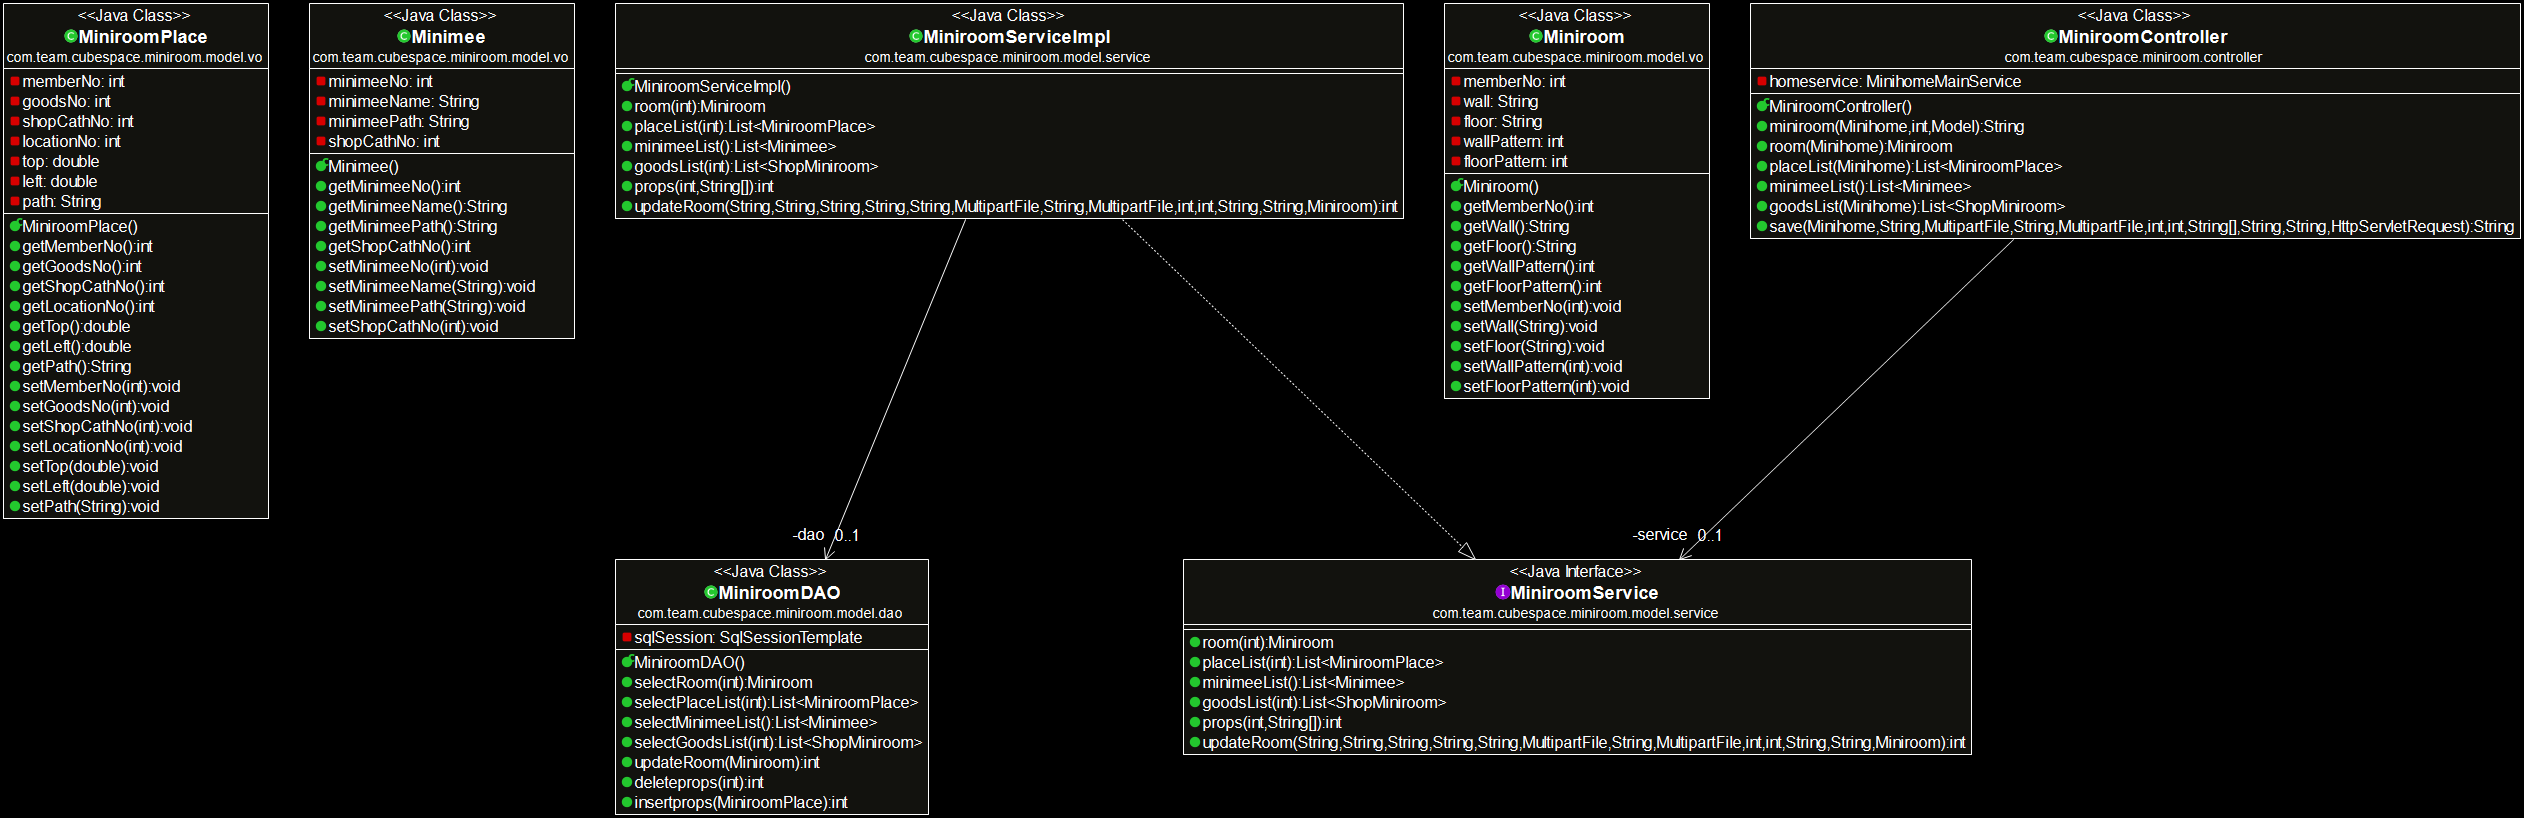 <<Java Class>>
MiniroomPlace
com.team.cubespace.miniroom.model.vo
memberNo: int
goodsNo: int
shopCathNo: int
locationNo: int
top: double
left: double
path: String
MiniroomPlace()
getMemberNo():int
getGoodsNo():int
getShopCathNo():int
getLocationNo():int
getTop():double
getLeft():double
getPath():String
setMemberNo(int):void
setGoodsNo(int):void
setShopCathNo(int):void
setLocationNo(int):void
setTop(double):void
setLeft(double):void
setPath(String):void
<<Java Class>>
Minimee
com.team.cubespace.miniroom.model.vo
minimeeNo: int
minimeeName: String
minimeePath: String
shopCathNo: int
Minimee()
getMinimeeNo():int
getMinimeeName():String
getMinimeePath():String
getShopCathNo():int
setMinimeeNo(int):void
setMinimeeName(String):void
setMinimeePath(String):void
setShopCathNo(int):void
<<Java Class>>
MiniroomServiceImpl
com.team.cubespace.miniroom.model.service
MiniroomServiceImpl()
room(int):Miniroom
placeList(int):List<MiniroomPlace>
minimeeList():List<Minimee>
goodsList(int):List<ShopMiniroom>
props(int,String[]):int
updateRoom(String,String,String,String,String,MultipartFile,String,MultipartFile,int,int,String,String,Miniroom):int
<<Java Class>>
Miniroom
com.team.cubespace.miniroom.model.vo
memberNo: int
wall: String
floor: String
wallPattern: int
floorPattern: int
Miniroom()
getMemberNo():int
getWall():String
getFloor():String
getWallPattern():int
getFloorPattern():int
setMemberNo(int):void
setWall(String):void
setFloor(String):void
setWallPattern(int):void
setFloorPattern(int):void
<<Java Class>>
MiniroomController
com.team.cubespace.miniroom.controller
homeservice: MinihomeMainService
MiniroomController()
miniroom(Minihome,int,Model):String
room(Minihome):Miniroom
placeList(Minihome):List<MiniroomPlace>
minimeeList():List<Minimee>
goodsList(Minihome):List<ShopMiniroom>
save(Minihome,String,MultipartFile,String,MultipartFile,int,int,String[],String,String,HttpServletRequest):String
-dao 0..1
-service 0..1
<<Java Class>>
MiniroomDAO
com.team.cubespace.miniroom.model.dao
sqlSession: SqlSessionTemplate
MiniroomDAO()
selectRoom(int):Miniroom
selectPlaceList(int):List<MiniroomPlace>
selectMinimeeList():List<Minimee>
selectGoodsList(int):List<ShopMiniroom>
updateRoom(Miniroom):int
deleteprops(int):int
insertprops(MiniroomPlace):int
<<Java Interface>>
MiniroomService
com.team.cubespace.miniroom.model.service
room(int):Miniroom
placeList(int):List<MiniroomPlace>
minimeeList():List<Minimee>
goodsList(int):List<ShopMiniroom>
props(int,String[]):int
updateRoom(String,String,String,String,String,MultipartFile,String,MultipartFile,int,int,String,String,Miniroom):int